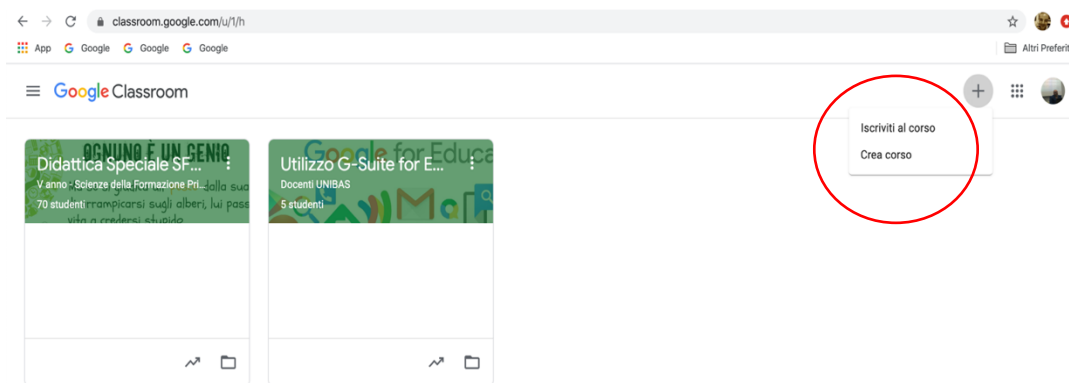 classroom.google.com/u/1/h
App Google Google Google Altri Preferit
Google Classroom
Iscriviti al corso
Crea corso
OGNUNO È UN GENIO
Didattica Speciale SF...
V anno - Scienze della Formazione Pri...
dalla sua
70 studenti
rrampicarsi sugli alberi, lui pass
vita a credersi stupido
Google for Educa
Utilizzo G-Suite for E...
Docenti UNIBAS
5 studenti